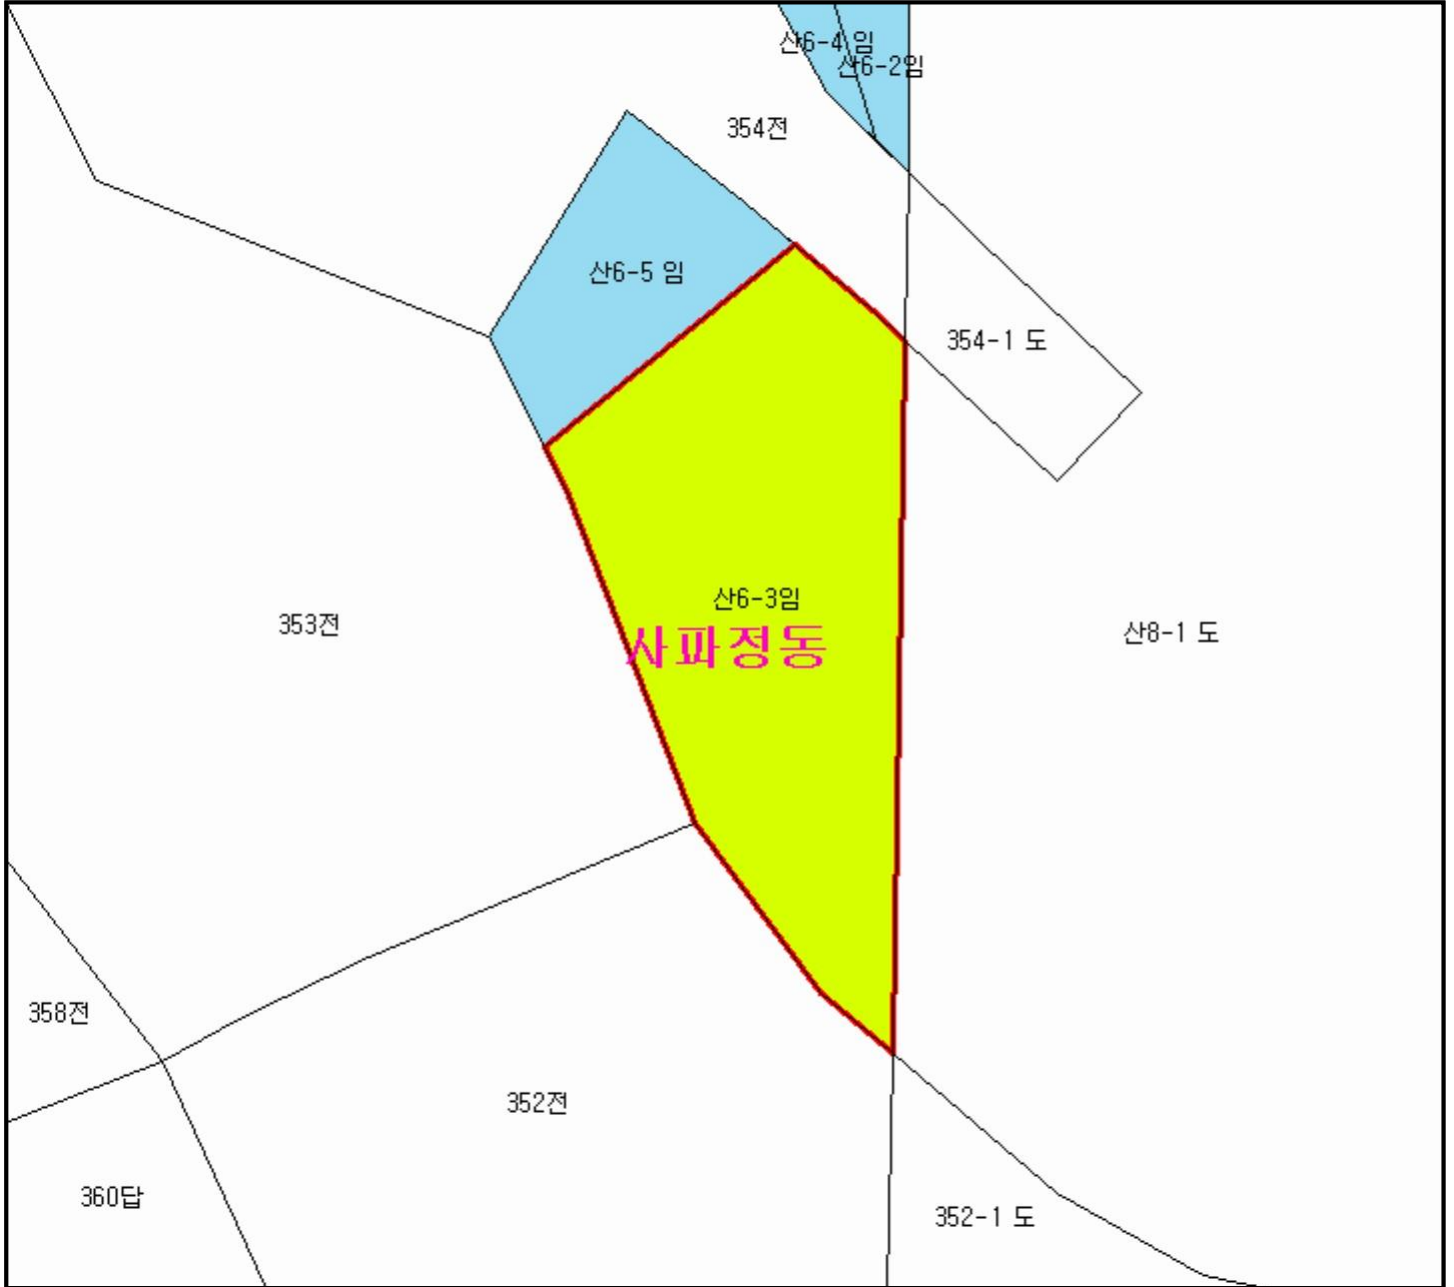 산6-4 임
산6-2임
354전
산6-5 임
354-1 도
산6-3임
353전
사파정동
산8-1 도
358전
352전
360답
352-1 도